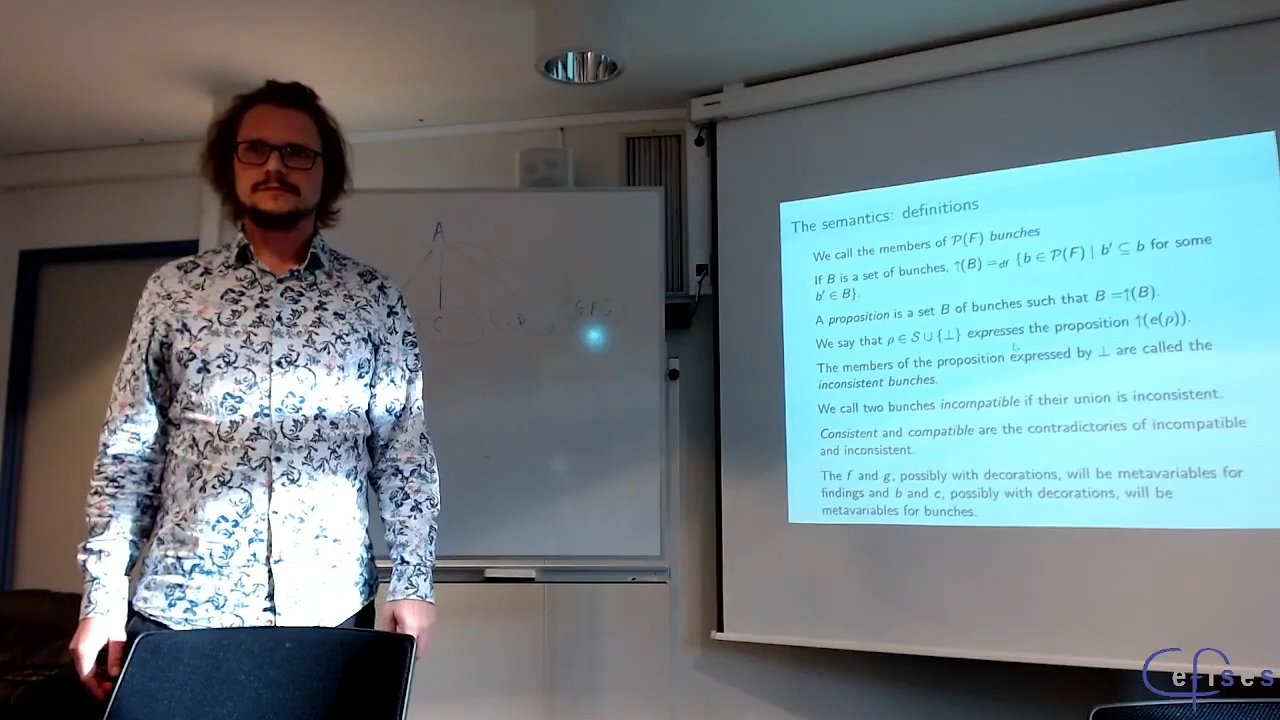 A
C
D
The semantics: definitions
We call the members of 𝒫(F) bunches
If B is a set of bunches, ↑(B) =df {b ∈ 𝒫(F) | b′ ⊆ b for some
b′ ∈ B}.
A proposition is a set B of bunches such that B =↑(B).
We say that ρ ∈ 𝒮 ∪ {⊥} expresses the proposition ↑(e(ρ)).
The members of the proposition expressed by ⊥ are called the
inconsistent bunches.
We call two bunches incompatible if their union is inconsistent.
Consistent and compatible are the contradictories of incompatible
and inconsistent.
The f and g, possibly with decorations, will be metavariables for
findings and b and c, possibly with decorations, will be
metavariables for bunches.
Cefises